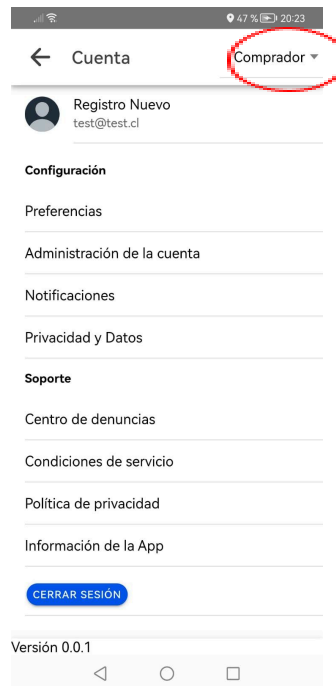 47 % 20:23
Cuenta
Comprador
Registro Nuevo
test@test.cl
Configuración
Preferencias
Administración de la cuenta
Notificaciones
Privacidad y Datos
Soporte
Centro de denuncias
Condiciones de servicio
Política de privacidad
Información de la App
CERRAR SESIÓN
Versión 0.0.1